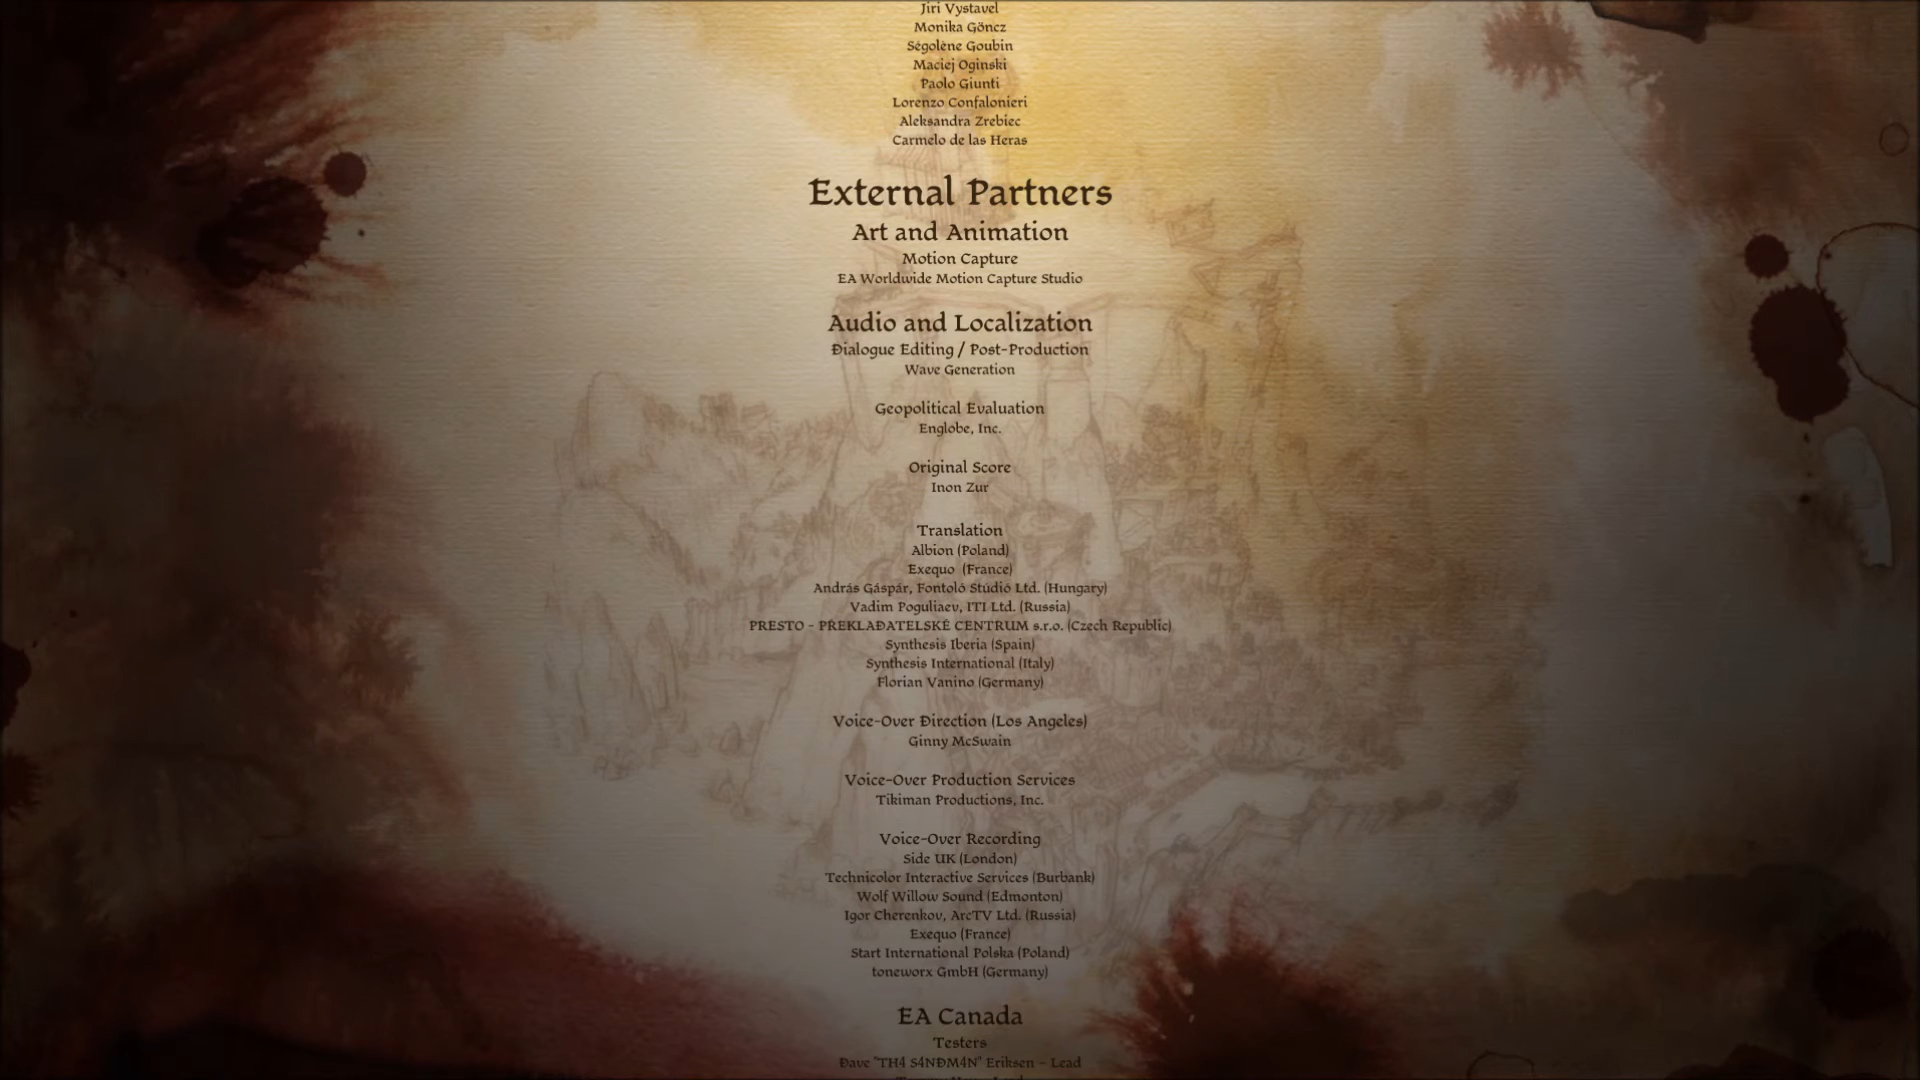 Jiri Vystavel
Monika Göncz
Ségolène Goubin
Maciej Oginski
Paolo Giunti
Lorenzo Confalonieri
Aleksandra Zrebiec
Carmelo de las Heras
External Partners
Art and Animation
Motion Capture
EA Worldwide Motion Capture Studio
Audio and Localization
Dialogue Editing / Post-Production
Wave Generation
Geopolitical Evaluation
Englobe, Inc.
Original Score
Inon Zur
Translation
Albion (Poland)
Exequo (France)
András Gáspár, Fontoló Stúdió Ltd. (Hungary)
Vadim Poguliaev, ITI Ltd. (Russia)
PRESTO - PŘEKLADATELSKÉ CENTRUM s.r.o. (Czech Republic)
Synthesis Iberia (Spain)
Synthesis International (Italy)
Florian Vanino (Germany)
Voice-Over Direction (Los Angeles)
Ginny McSwain
Voice-Over Production Services
Tikiman Productions, Inc.
Voice-Over Recording
Side UK (London)
Technicolor Interactive Services (Burbank)
Wolf Willow Sound (Edmonton)
Igor Cherenkov, ArcTV Ltd. (Russia)
Exequo (France)
Start International Polska (Poland)
toneworx GmbH (Germany)
EA Canada
Testers
Dave "TH4 S4NDM4N" Eriksen - Lead